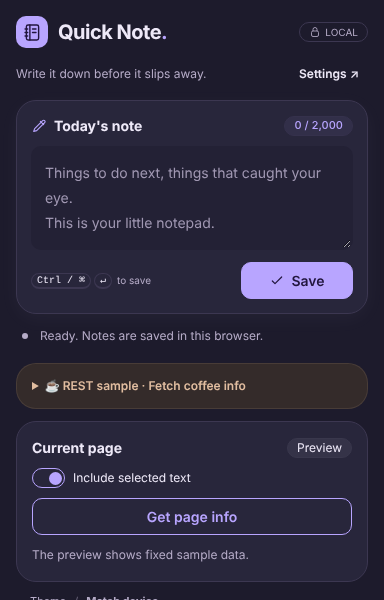 Quick Note.
LOCAL
Write it down before it slips away.
Settings ↗
Today's note
0 / 2,000
Things to do next, things that caught your
eye.
This is your little notepad.
Ctrl / ⌘ ↵ to save
✓ Save
Ready. Notes are saved in this browser.
▶ ☕ REST sample · Fetch coffee info
Current page
Preview
Include selected text
Get page info
The preview shows fixed sample data.
Theme / Match device